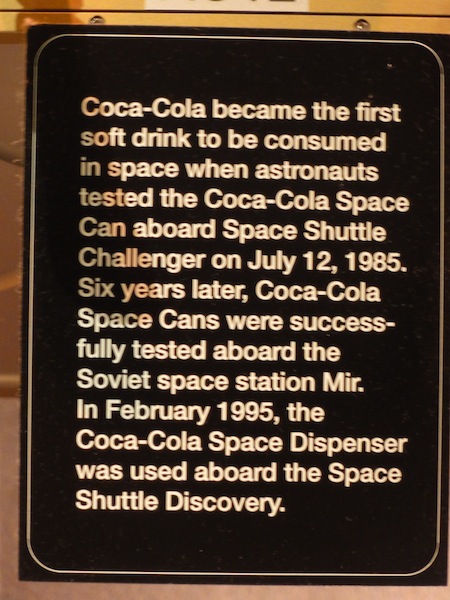 Coca-Cola became the first
soft drink to be consumed
in space when astronauts
tested the Coca-Cola Space
Can aboard Space Shuttle
Challenger on July 12, 1985.
Six years later, Coca-Cola
Space Cans were success-
fully tested aboard the
Soviet space station Mir.
In February 1995, the
Coca-Cola Space Dispenser
was used aboard the Space
Shuttle Discovery.